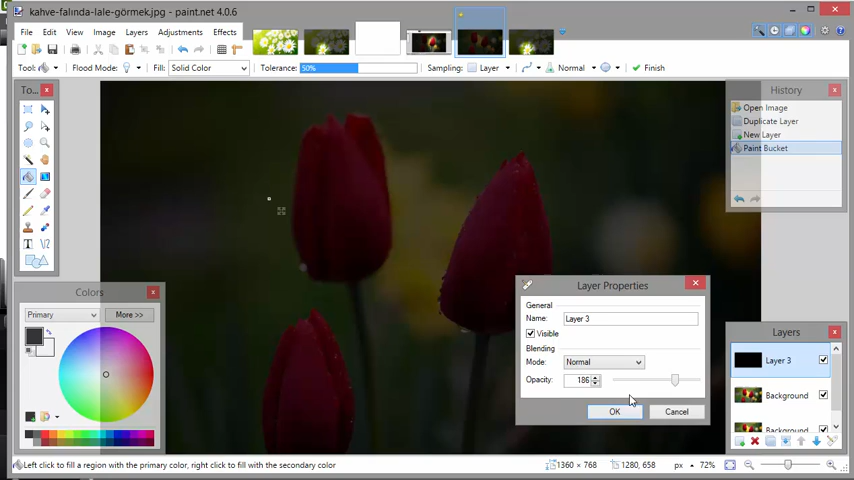 kahve-falında-lale-görmek.jpg - paint.net 4.0.6
File Edit View Image Layers Adjustments Effects
Tool: Flood Mode: Fill: Solid Color Tolerance: 50% Sampling: Layer Normal Finish
To...
History
Open Image
Duplicate Layer
New Layer
Paint Bucket
Colors
Primary More >>
Layer Properties
General
Name: Layer 3
Visible
Blending
Mode: Normal
Opacity: 186
OK Cancel
Layers
Layer 3
Background
Background
Left click to fill a region with the primary color, right click to fill with the secondary color
1360 × 768 1280, 658 px 72%